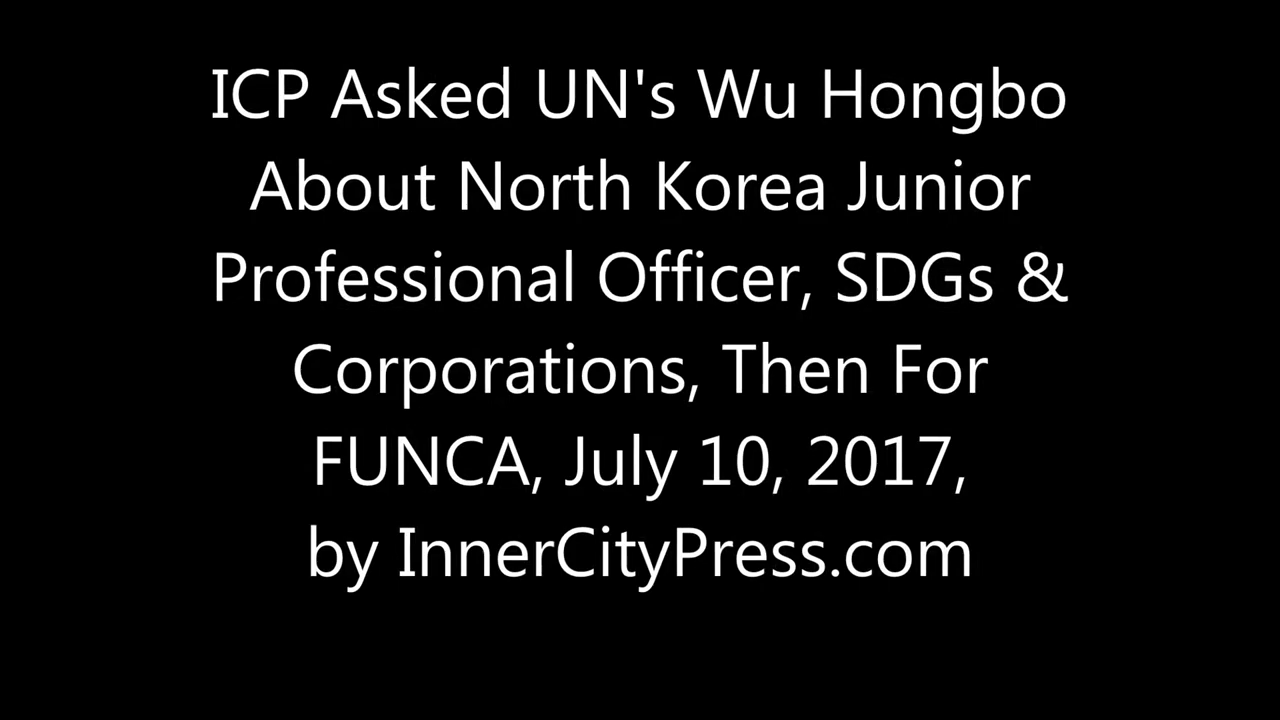 ICP Asked UN's Wu Hongbo
About North Korea Junior
Professional Officer, SDGs &
Corporations, Then For
FUNCA, July 10, 2017,
by InnerCityPress.com